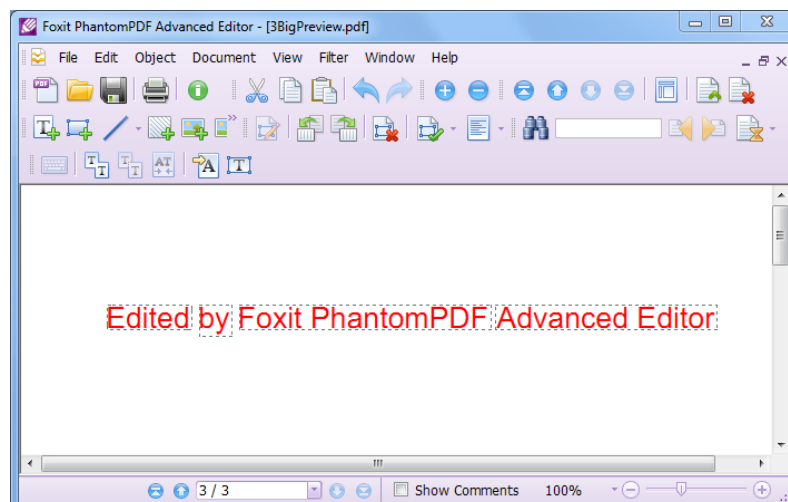 Foxit PhantomPDF Advanced Editor - [3BigPreview.pdf]
File Edit Object Document View Filter Window Help
Edited by Foxit PhantomPDF Advanced Editor
3 / 3 Show Comments 100%